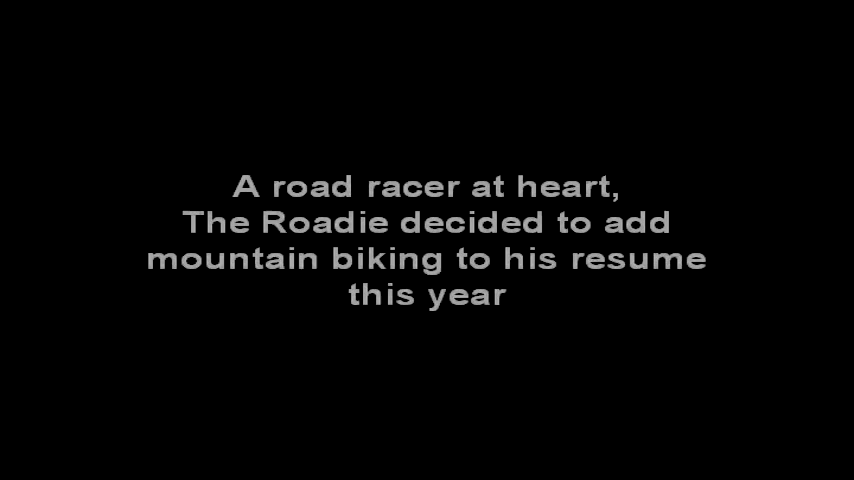 A road racer at heart,
The Roadie decided to add
mountain biking to his resume
this year